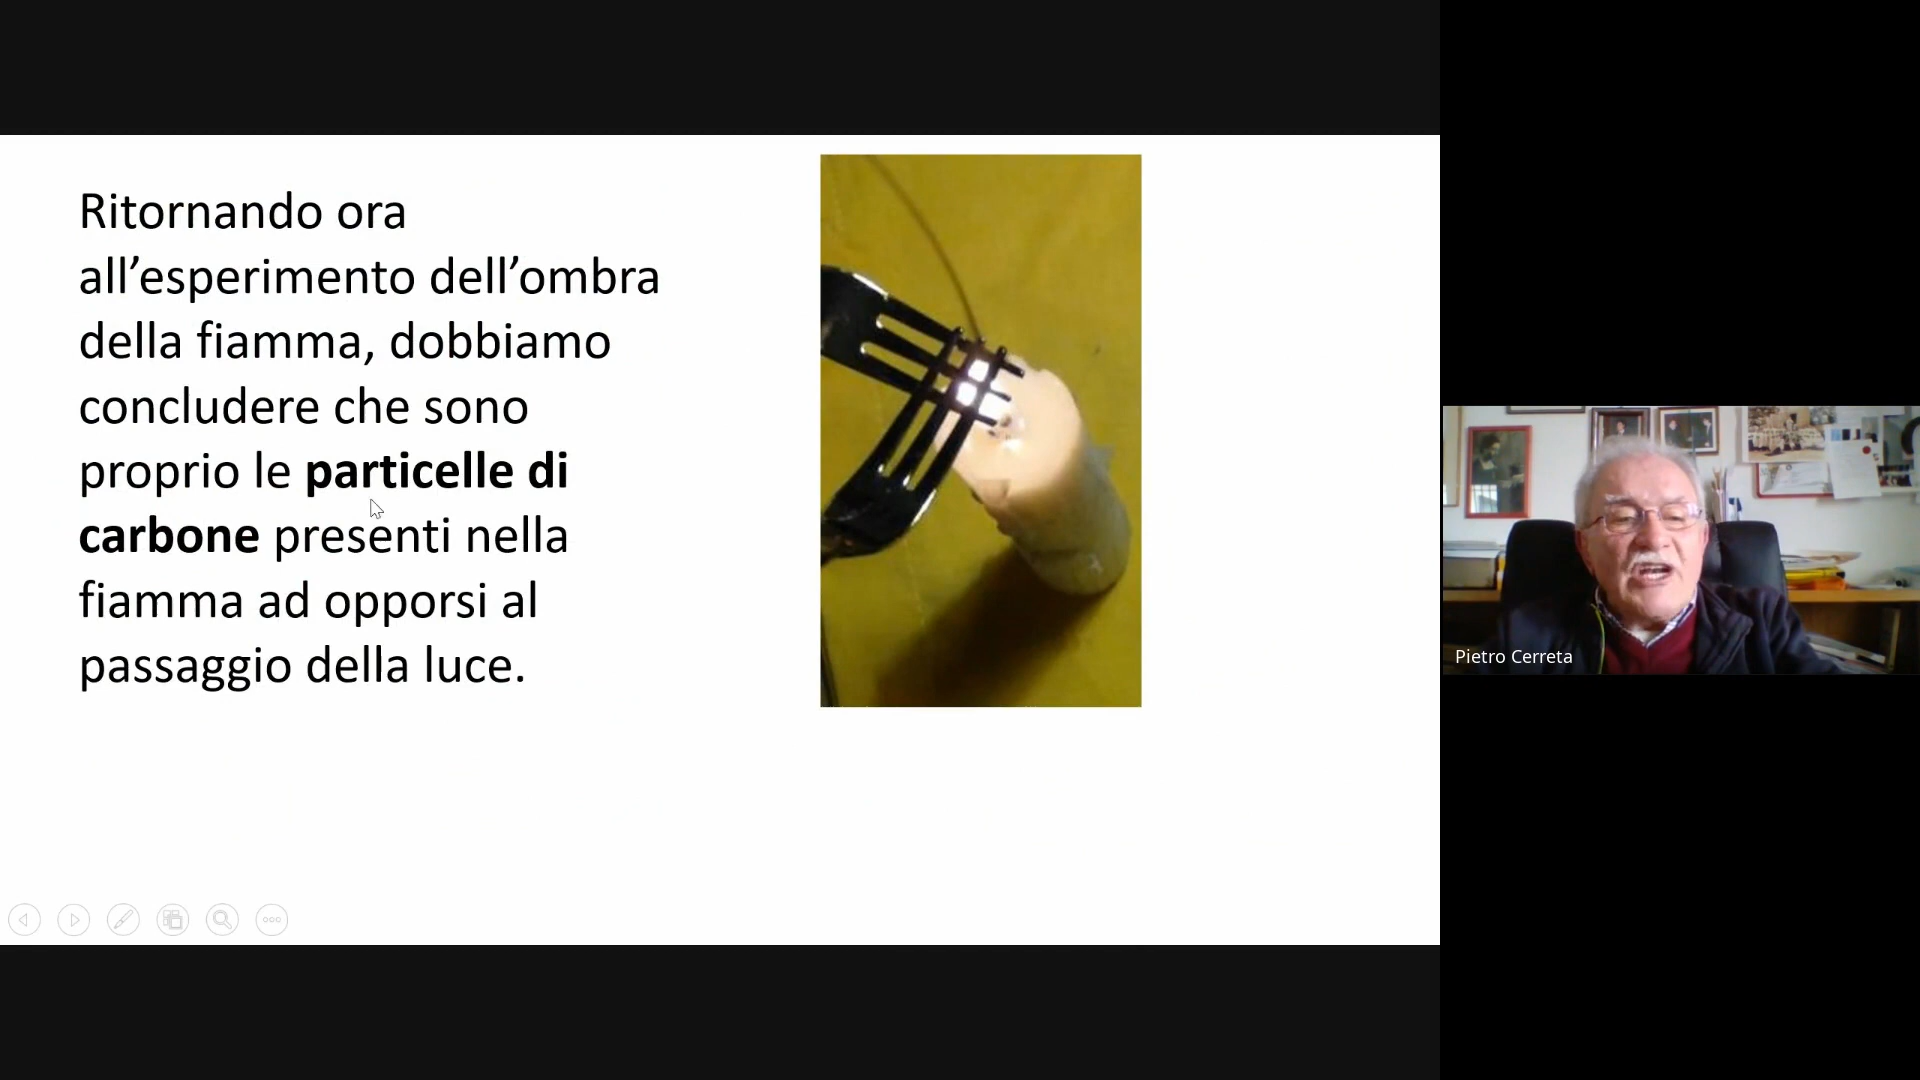 Ritornando ora
all’esperimento dell’ombra
della fiamma, dobbiamo
concludere che sono
proprio le particelle di
carbone presenti nella
fiamma ad opporsi al
passaggio della luce.
Pietro Cerreta